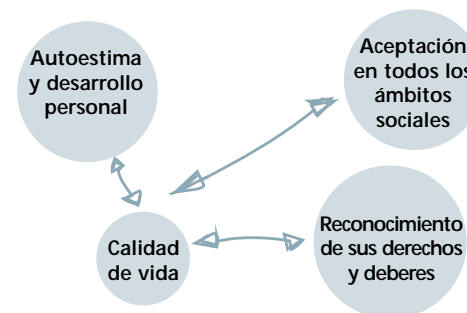 Autoestima
y desarrollo
personal
Aceptación
en todos los
ámbitos
sociales
Calidad
de vida
Reconocimiento
de sus derechos
y deberes